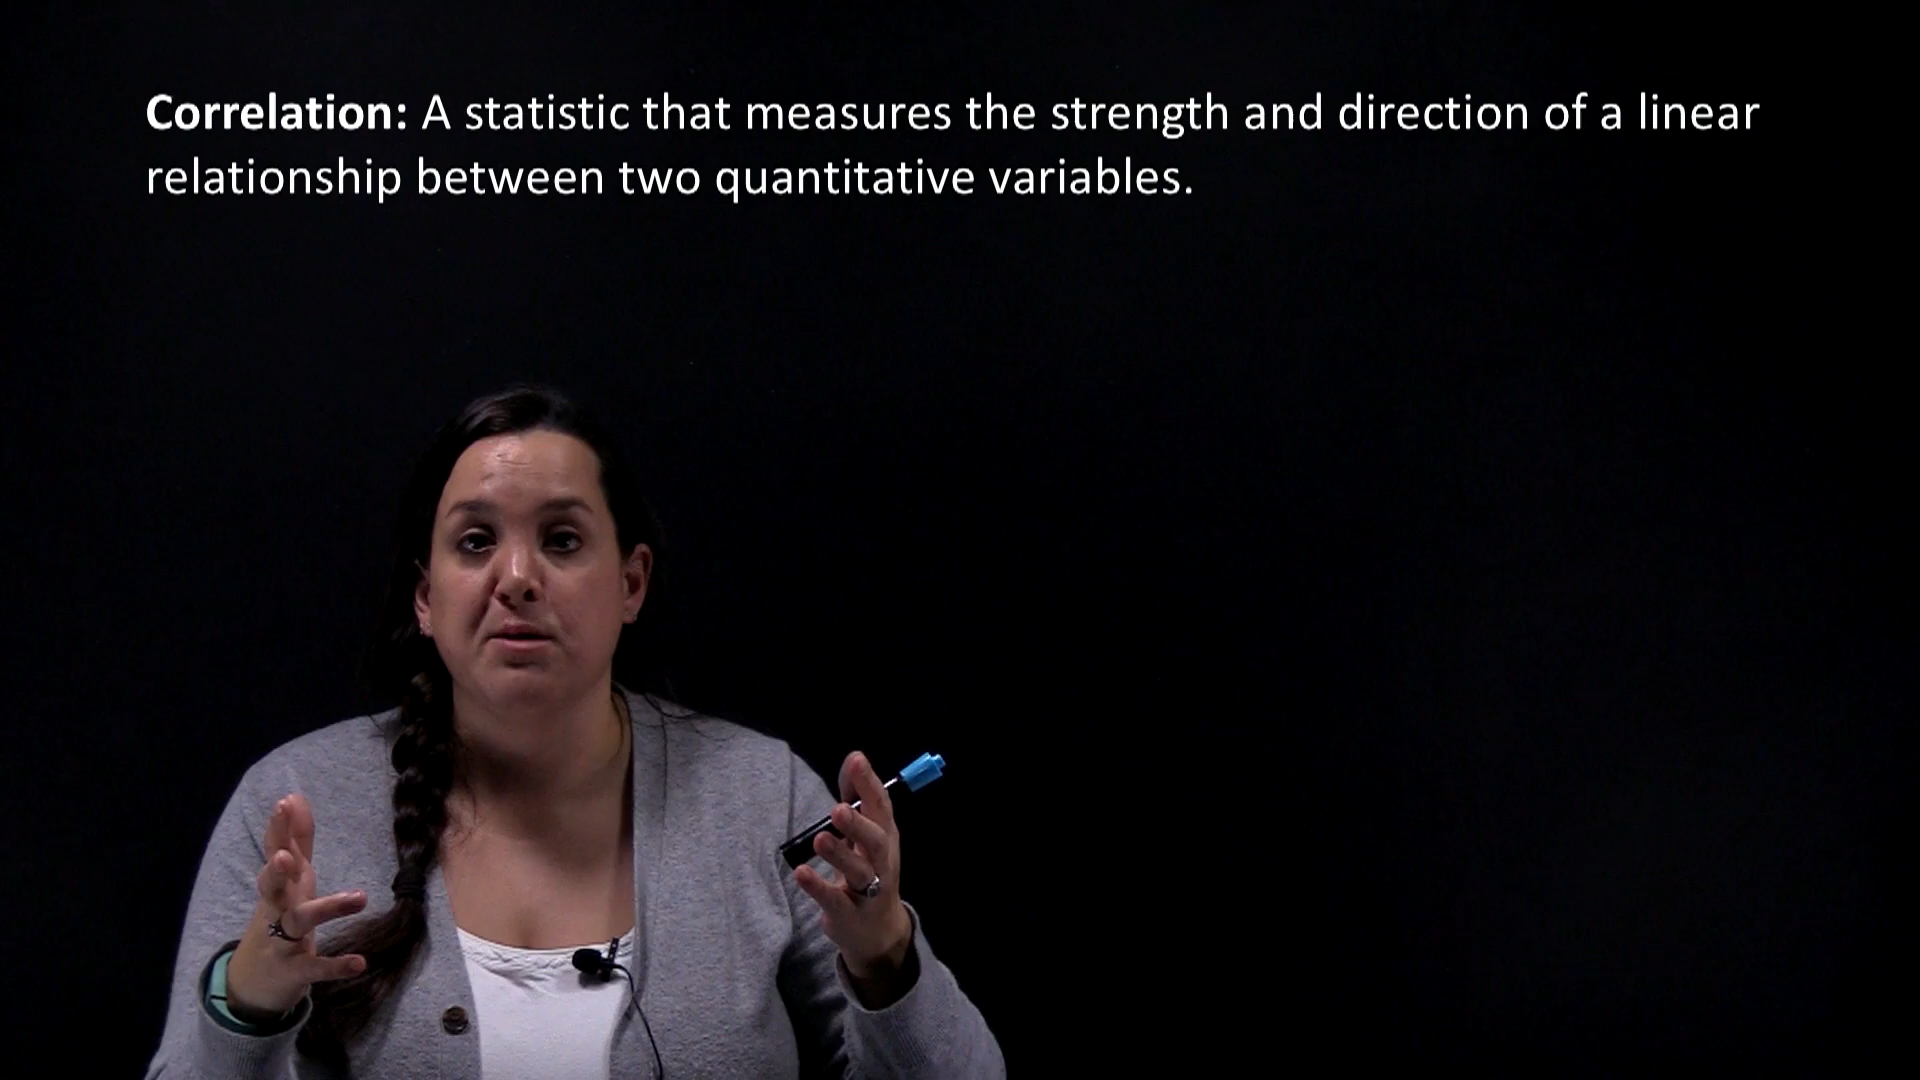 Correlation: A statistic that measures the strength and direction of a linear
relationship between two quantitative variables.